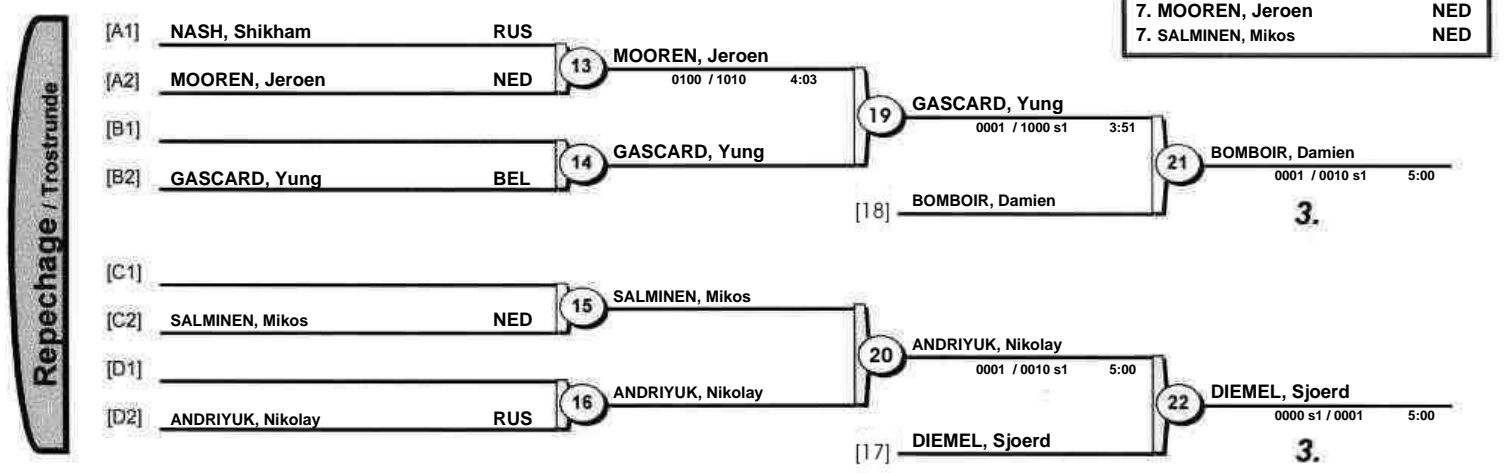 7. MOOREN, Jeroen NED
7. SALMINEN, Mikos NED
Repechage / Trostrunde
[A1] NASH, Shikham RUS
[A2] MOOREN, Jeroen NED
13 MOOREN, Jeroen
0100 / 1010 4:03
[B1]
[B2] GASCARD, Yung BEL
14 GASCARD, Yung
19 GASCARD, Yung
0001 / 1000 s1 3:51
[18] BOMBOIR, Damien
21 BOMBOIR, Damien
0001 / 0010 s1 5:00
3.
[C1]
[C2] SALMINEN, Mikos NED
15 SALMINEN, Mikos
[D1]
[D2] ANDRIYUK, Nikolay RUS
16 ANDRIYUK, Nikolay
20 ANDRIYUK, Nikolay
0001 / 0010 s1 5:00
[17] DIEMEL, Sjoerd
22 DIEMEL, Sjoerd
0000 s1 / 0001 5:00
3.